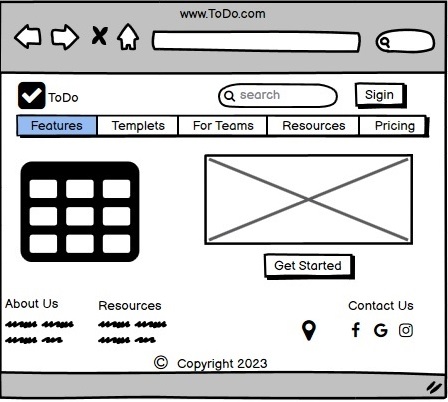 www.ToDo.com
ToDo
search
Sigin
Features
Templets
For Teams
Resources
Pricing
Get Started
About Us
Resources
Contact Us
© Copyright 2023